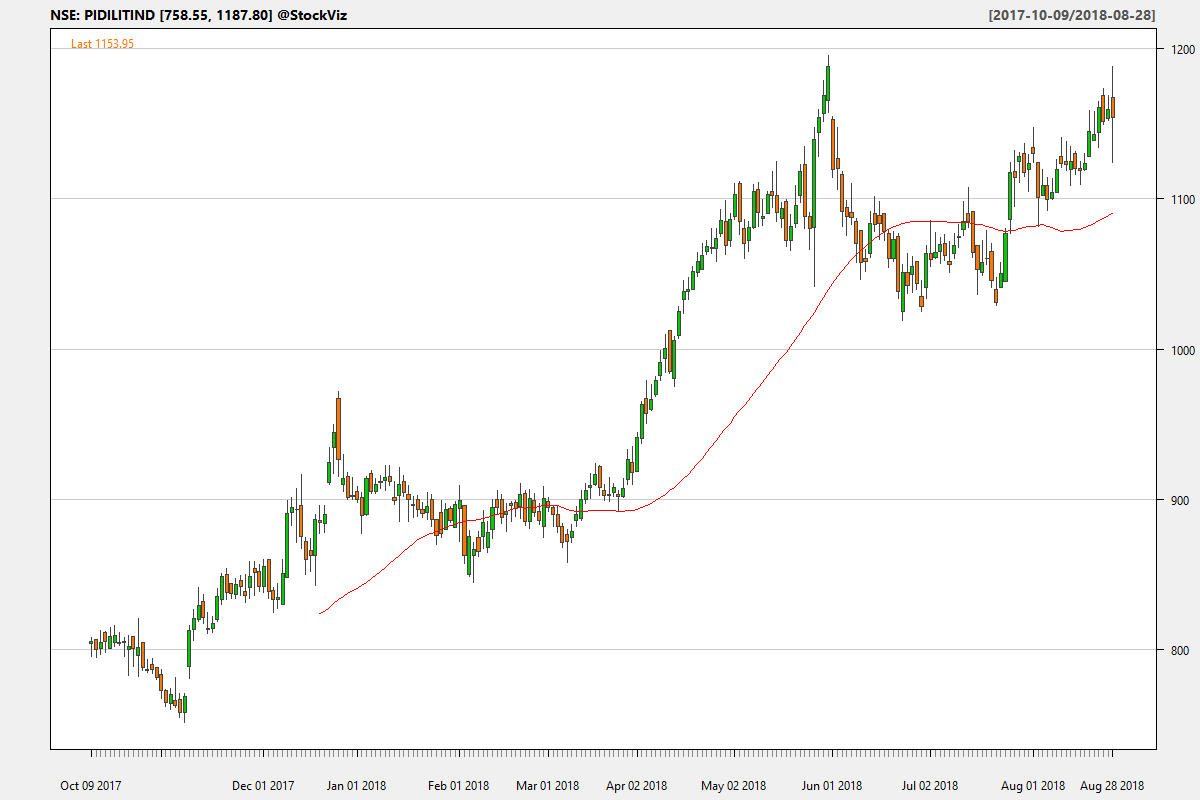 NSE: PIDILITIND [758.55, 1187.80] @StockViz
[2017-10-09/2018-08-28]
Last 1153.95
1200
1100
1000
900
800
Oct 09 2017
Dec 01 2017
Jan 01 2018
Feb 01 2018
Mar 01 2018
Apr 02 2018
May 02 2018
Jun 01 2018
Jul 02 2018
Aug 01 2018
Aug 28 2018